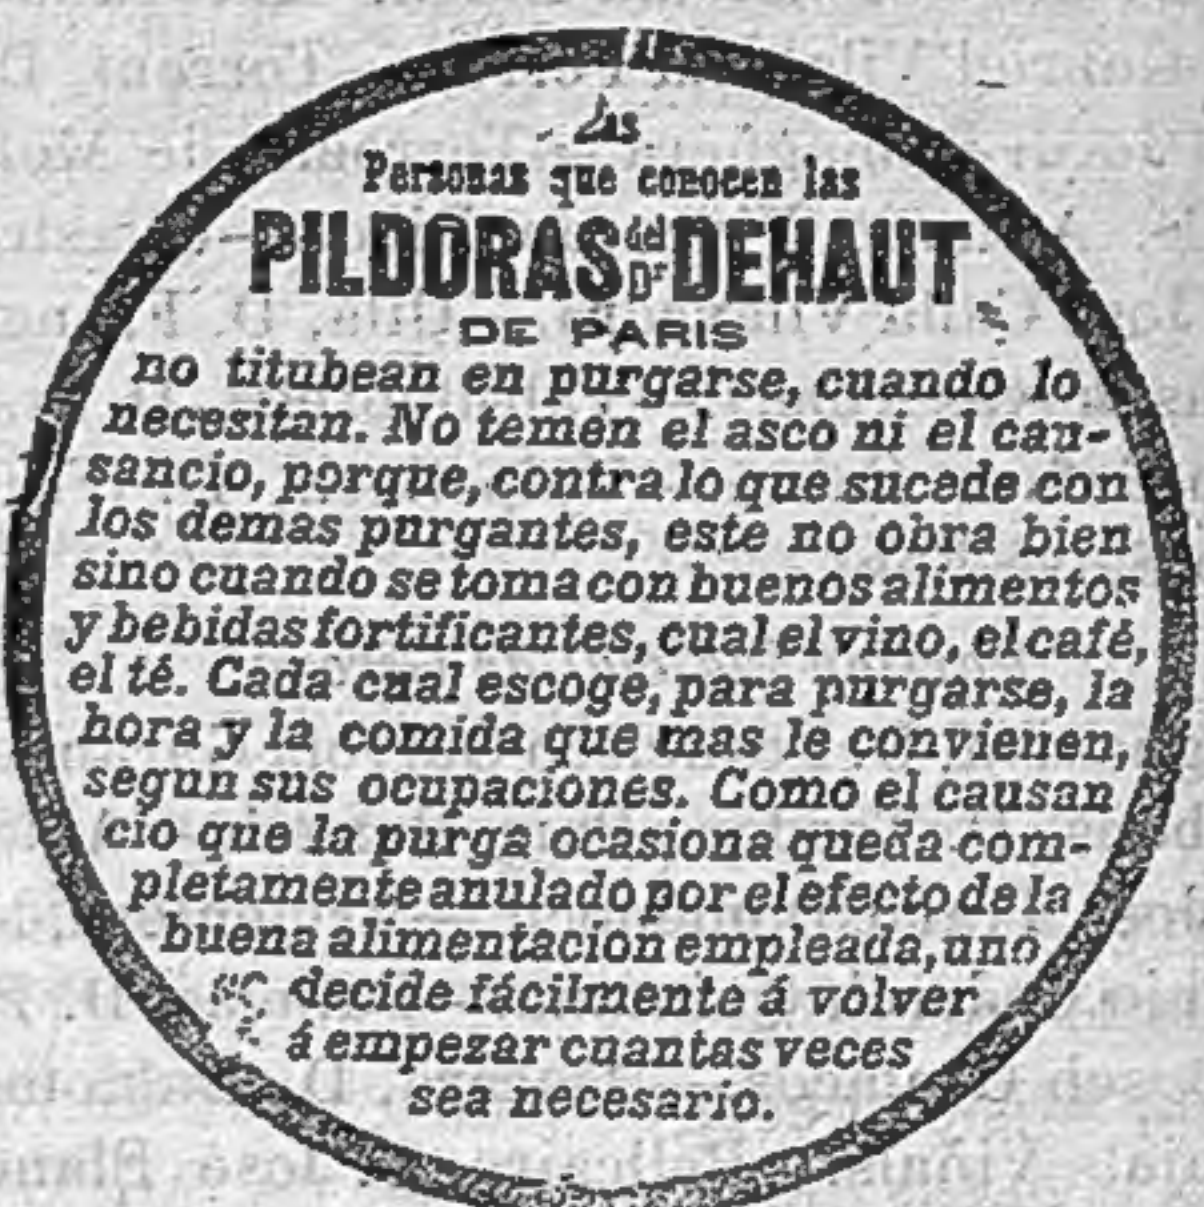 Las
Personas que conocen las
PILDORAS del Dr DEHAUT
DE PARIS
no titubean en purgarse, cuando lo
necesitan. No temen el asco ni el cau-
sancio, porque, contra lo que sucede con
los demas purgantes, este no obra bien
sino cuando se toma con buenos alimentos
y bebidas fortificantes, cual el vino, el café,
el té. Cada cual escoge, para purgarse, la
hora y la comida que mas le convienen,
segun sus ocupaciones. Como el causan
cio que la purga ocasiona queda com-
pletamente anulado por el efecto de la
buena alimentacion empleada, uno
decide fácilmente á volver
á empezar cuantas veces
sea necesario.